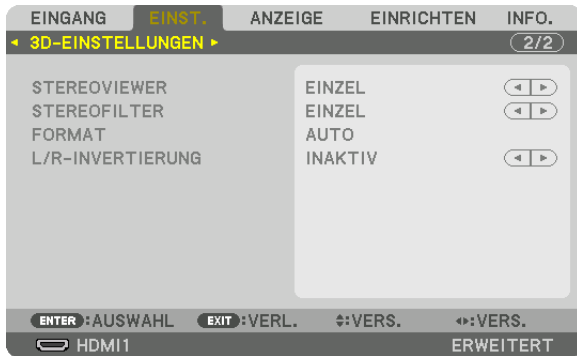 EINGANG EINST. ANZEIGE EINRICHTEN INFO.
3D-EINSTELLUNGEN 2/2
STEREOVIEWER EINZEL
STEREOFILTER EINZEL
FORMAT AUTO
L/R-INVERTIERUNG INAKTIV
ENTER :AUSWAHL EXIT :VERL. :VERS. :VERS.
HDMI1 ERWEITERT